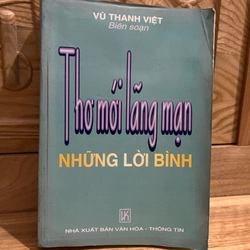 VŨ THANH VIỆT
Biên soạn
Thơ mới lãng mạn
NHỮNG LỜI BÌNH
NHÀ XUẤT BẢN VĂN HÓA - THÔNG TIN